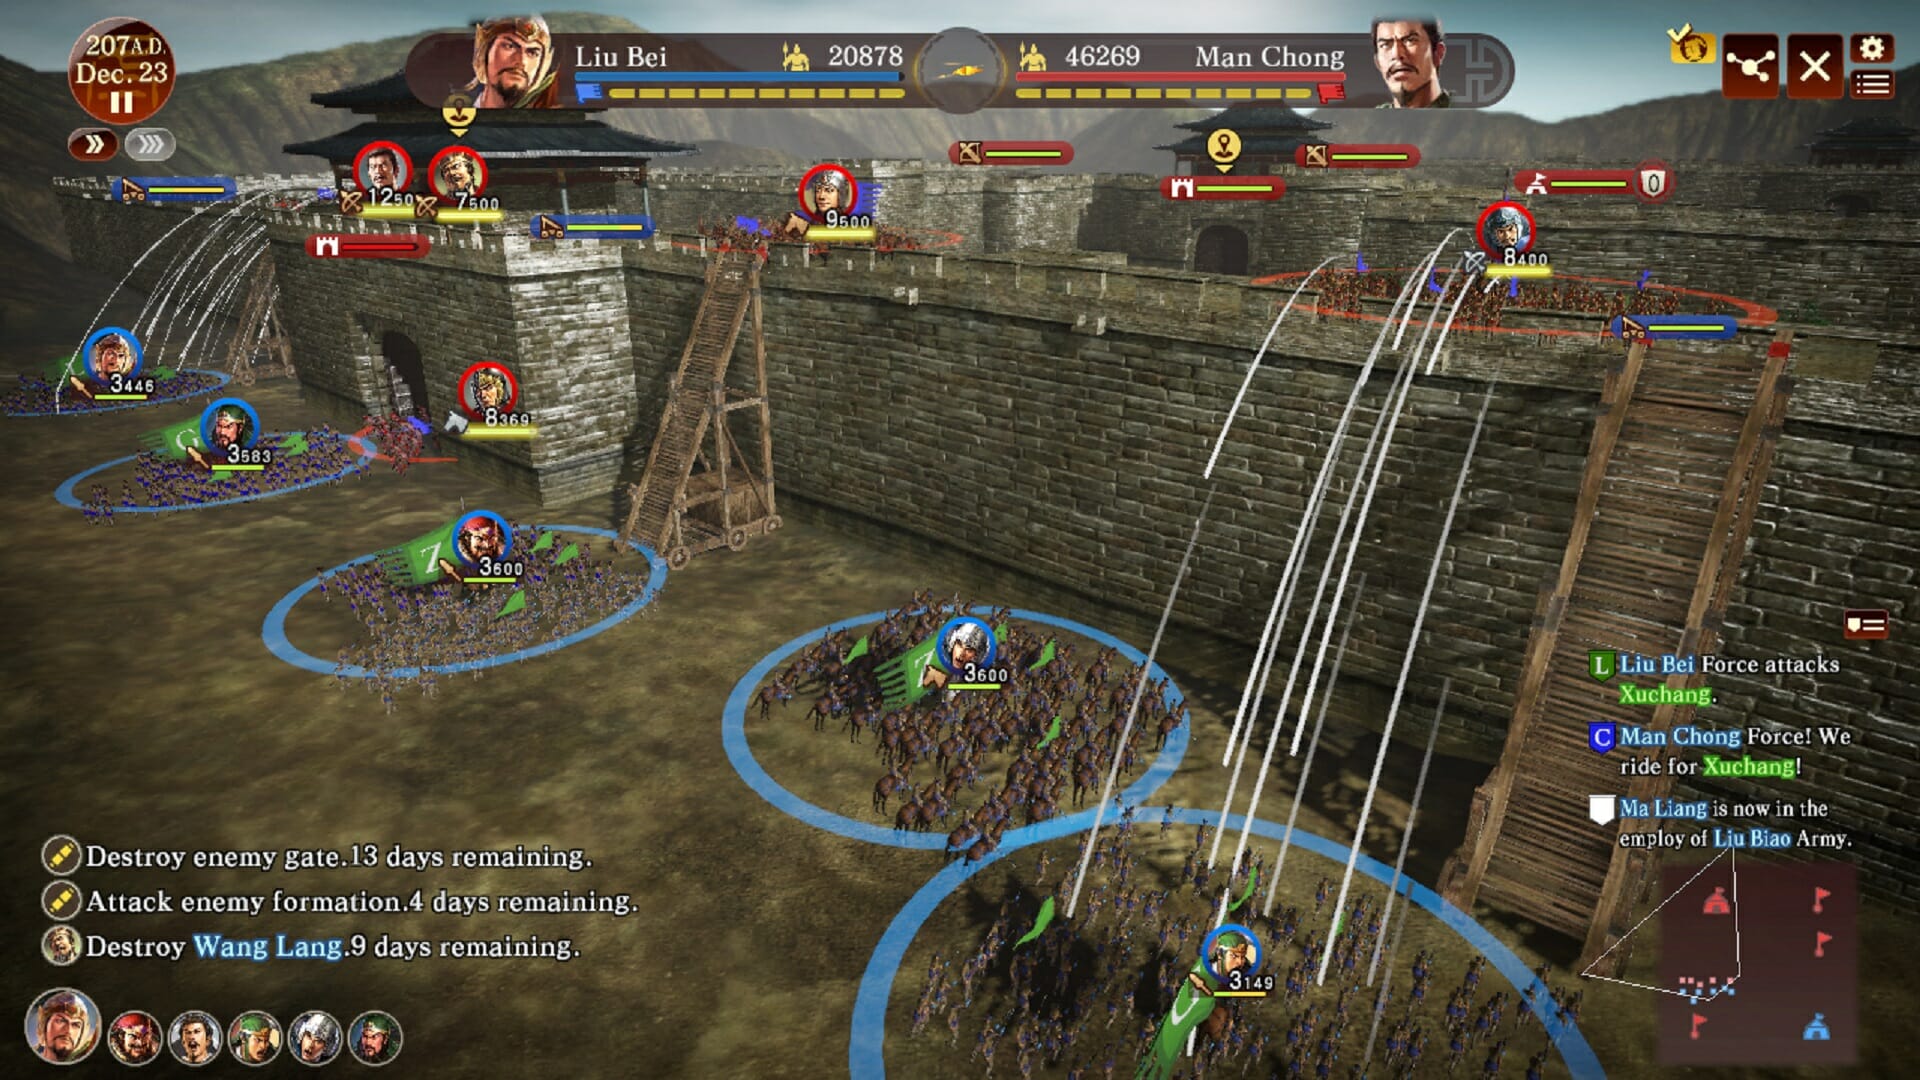 207A.D.
Dec. 23
Liu Bei
20878
46269
Man Chong
1250
7500
9500
0
8400
3446
8369
G
3583
Z
3600
Z
3600
3149
L Liu Bei Force attacks
Xuchang.
C Man Chong Force! We
ride for Xuchang!
Ma Liang is now in the
employ of Liu Biao Army.
Destroy enemy gate.13 days remaining.
Attack enemy formation.4 days remaining.
Destroy Wang Lang.9 days remaining.